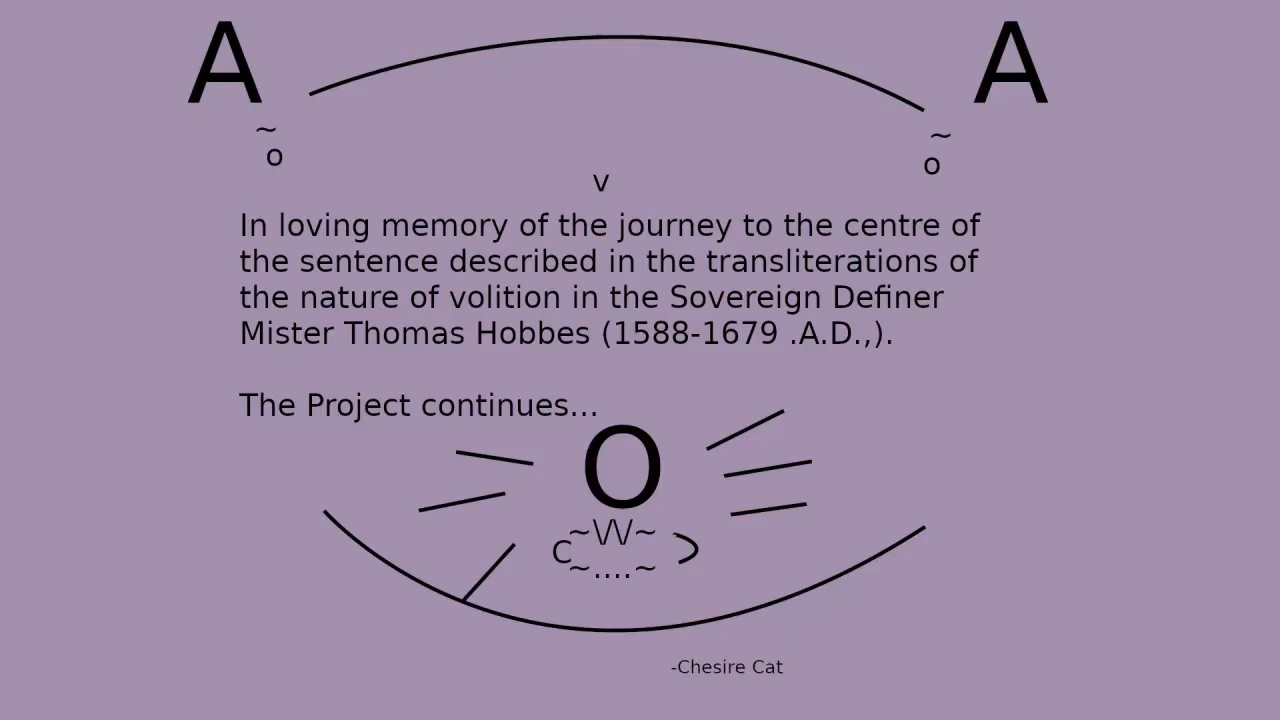 A A
~ ~
o o
v
In loving memory of the journey to the centre of
the sentence described in the transliterations of
the nature of volition in the Sovereign Definer
Mister Thomas Hobbes (1588-1679 .A.D.,).
The Project continues...
O
~\/\/~
C
~....~
-Chesire Cat